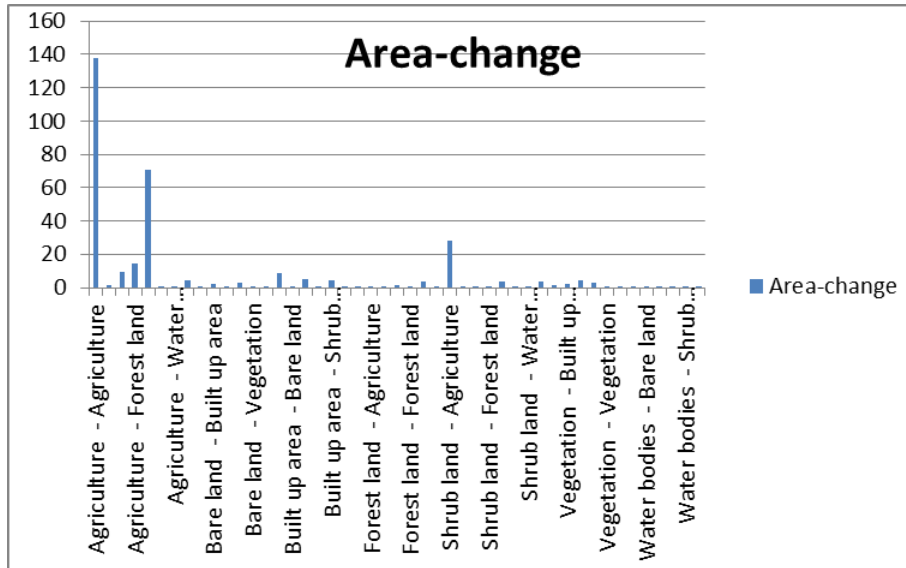 Area-change
160
140
120
100
80
60
40
20
0
Agriculture - Agriculture
Agriculture - Forest land
Agriculture - Water...
Bare land - Built up area
Bare land - Vegetation
Built up area - Bare land
Built up area - Shrub...
Forest land - Agriculture
Forest land - Forest land
Shrub land - Agriculture
Shrub land - Forest land
Shrub land - Water...
Vegetation - Built up...
Vegetation - Vegetation
Water bodies - Bare land
Water bodies - Shrub...
Area-change